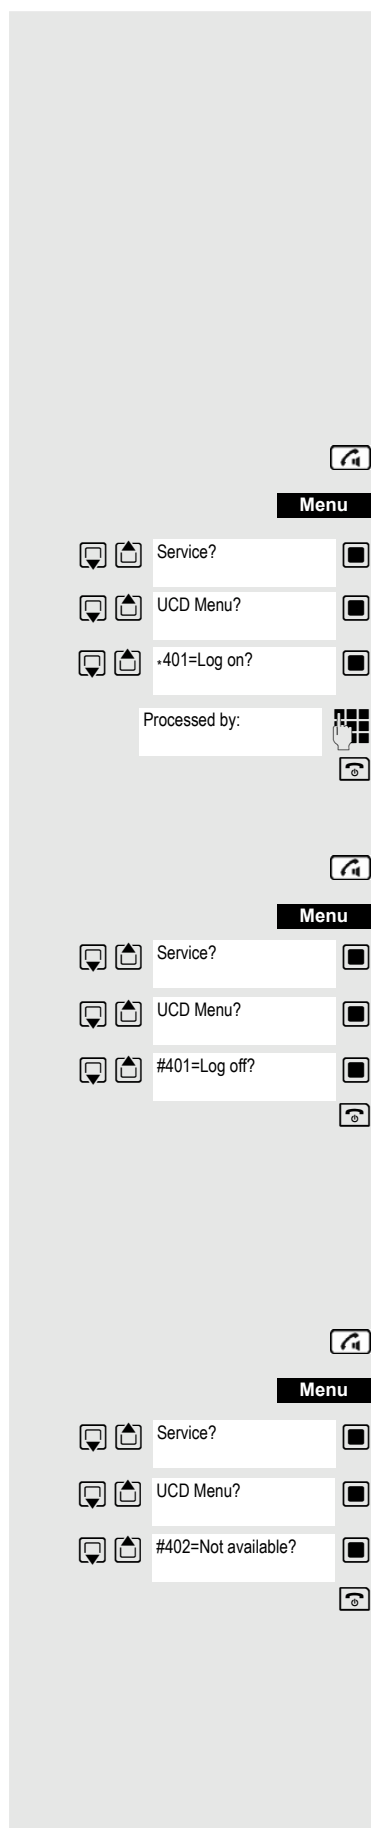 Menu
Service?
UCD Menu?
*401=Log on?
Processed by:
Menu
Service?
UCD Menu?
#401=Log off?
Menu
Service?
UCD Menu?
#402=Not available?